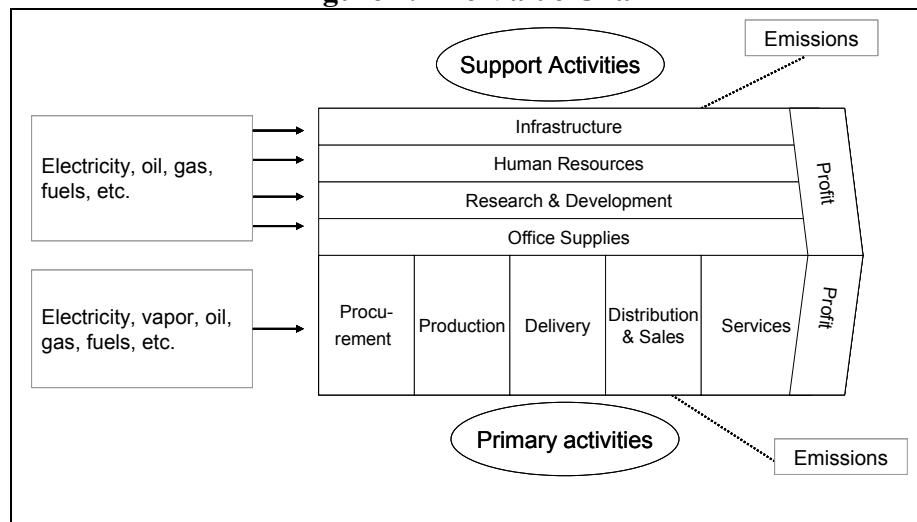 Support Activities
Emissions
Electricity, oil, gas,
fuels, etc.
Infrastructure
Human Resources
Research & Development
Office Supplies
Profit
Electricity, vapor, oil,
gas, fuels, etc.
Procu-
rement
Production
Delivery
Distribution
& Sales
Services
Profit
Primary activities
Emissions